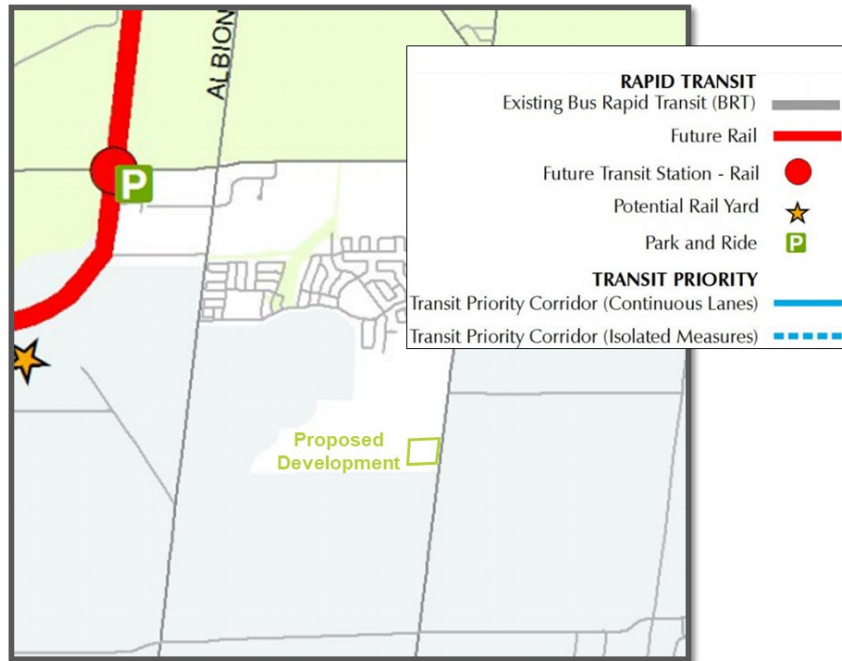 ALBION
P
Proposed
Development
RAPID TRANSIT
Existing Bus Rapid Transit (BRT)
Future Rail
Future Transit Station - Rail
Potential Rail Yard
Park and Ride
P
TRANSIT PRIORITY
Transit Priority Corridor (Continuous Lanes)
Transit Priority Corridor (Isolated Measures)